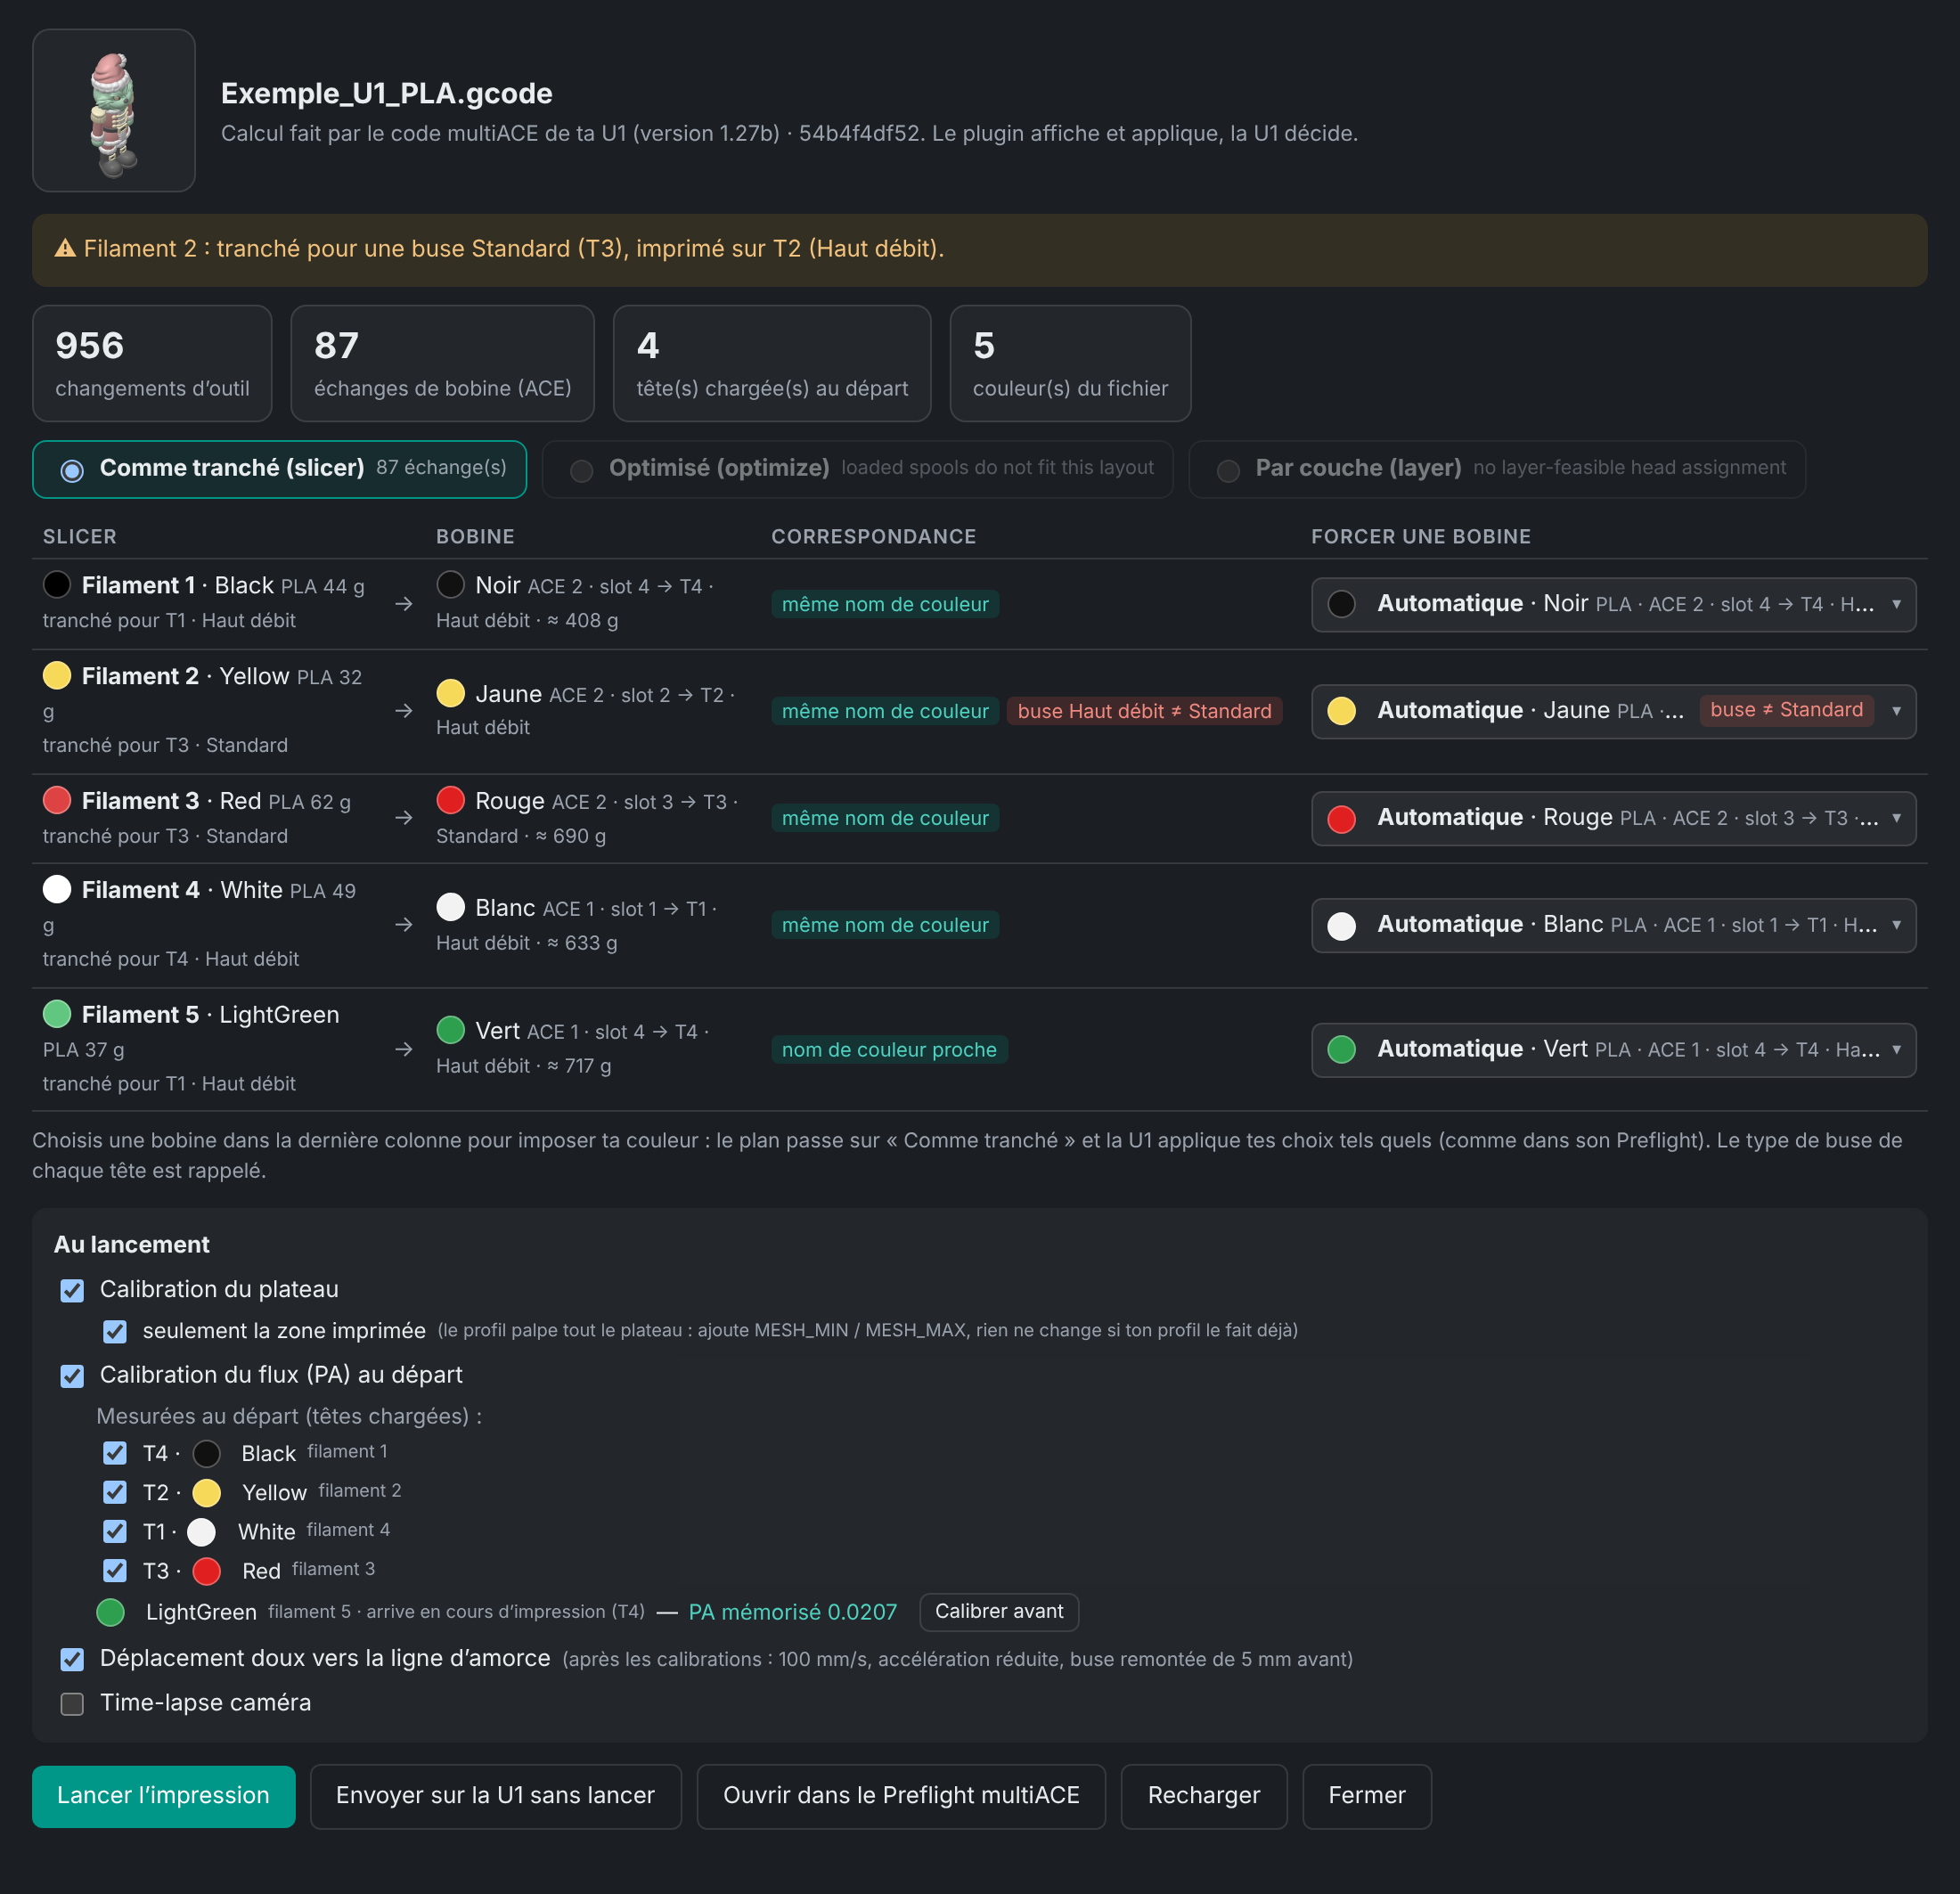 Exemple_U1_PLA.gcode
Calcul fait par le code multiACE de ta U1 (version 1.27b) · 54b4f4df52. Le plugin affiche et applique, la U1 décide.
⚠ Filament 2 : tranché pour une buse Standard (T3), imprimé sur T2 (Haut débit).
956
changements d’outil
87
échanges de bobine (ACE)
4
tête(s) chargée(s) au départ
5
couleur(s) du fichier
Comme tranché (slicer) 87 échange(s)
Optimisé (optimize) loaded spools do not fit this layout
Par couche (layer) no layer-feasible head assignment
SLICER BOBINE CORRESPONDANCE FORCER UNE BOBINE
Filament 1 · Black PLA 44 g
tranché pour T1 · Haut débit
→
Noir ACE 2 · slot 4 → T4 ·
Haut débit · ≈ 408 g
même nom de couleur
Automatique · Noir PLA · ACE 2 · slot 4 → T4 · H... ▾
Filament 2 · Yellow PLA 32
g
tranché pour T3 · Standard
→
Jaune ACE 2 · slot 2 → T2 ·
Haut débit
même nom de couleur
buse Haut débit ≠ Standard
Automatique · Jaune PLA ·... buse ≠ Standard ▾
Filament 3 · Red PLA 62 g
tranché pour T3 · Standard
→
Rouge ACE 2 · slot 3 → T3 ·
Standard · ≈ 690 g
même nom de couleur
Automatique · Rouge PLA · ACE 2 · slot 3 → T3 ·... ▾
Filament 4 · White PLA 49
g
tranché pour T4 · Haut débit
→
Blanc ACE 1 · slot 1 → T1 ·
Haut débit · ≈ 633 g
même nom de couleur
Automatique · Blanc PLA · ACE 1 · slot 1 → T1 · H... ▾
Filament 5 · LightGreen
PLA 37 g
tranché pour T1 · Haut débit
→
Vert ACE 1 · slot 4 → T4 ·
Haut débit · ≈ 717 g
nom de couleur proche
Automatique · Vert PLA · ACE 1 · slot 4 → T4 · Ha... ▾
Choisis une bobine dans la dernière colonne pour imposer ta couleur : le plan passe sur « Comme tranché » et la U1 applique tes choix tels quels (comme dans son Preflight). Le type de buse de
chaque tête est rappelé.
Au lancement
Calibration du plateau
seulement la zone imprimée (le profil palpe tout le plateau : ajoute MESH_MIN / MESH_MAX, rien ne change si ton profil le fait déjà)
Calibration du flux (PA) au départ
Mesurées au départ (têtes chargées) :
T4 · Black filament 1
T2 · Yellow filament 2
T1 · White filament 4
T3 · Red filament 3
LightGreen filament 5 · arrive en cours d’impression (T4) — PA mémorisé 0.0207 Calibrer avant
Déplacement doux vers la ligne d’amorce (après les calibrations : 100 mm/s, accélération réduite, buse remontée de 5 mm avant)
Time-lapse caméra
Lancer l’impression
Envoyer sur la U1 sans lancer
Ouvrir dans le Preflight multiACE
Recharger
Fermer